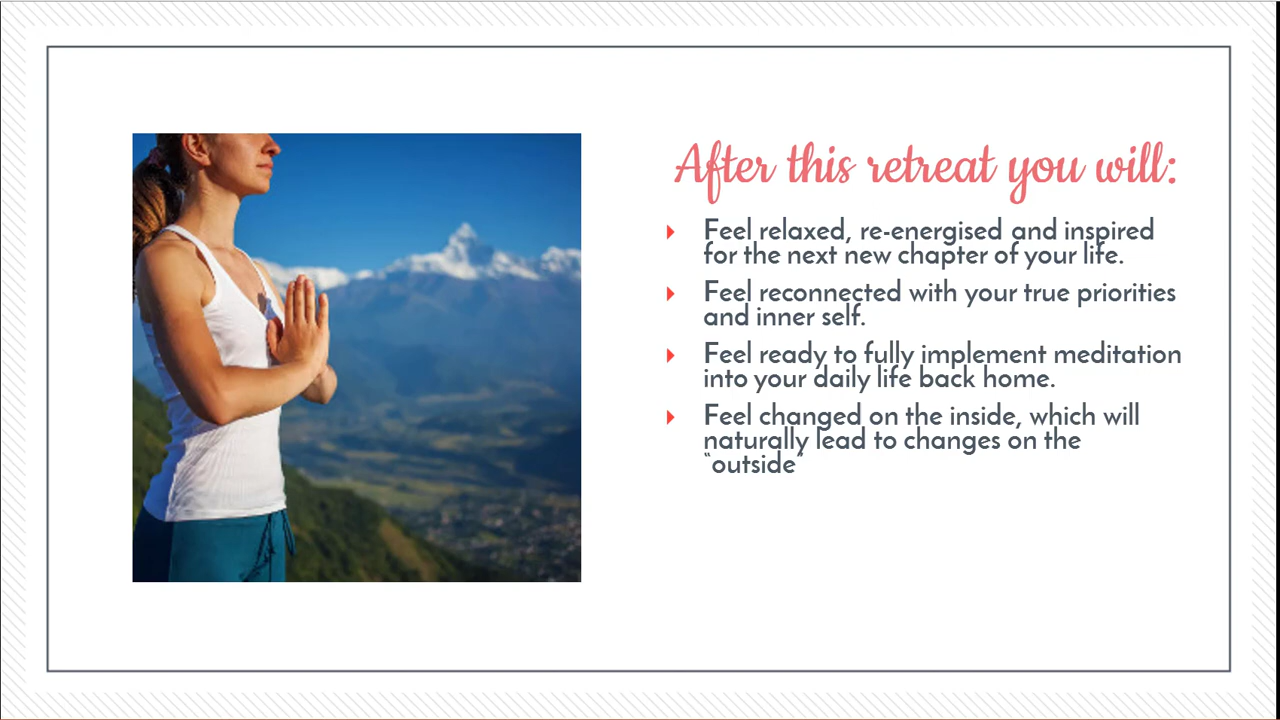 After this retreat you will:
Feel relaxed, re-energised and inspired
for the next new chapter of your life.
Feel reconnected with your true priorities
and inner self.
Feel ready to fully implement meditation
into your daily life back home.
Feel changed on the inside, which will
naturally lead to changes on the
“outside”